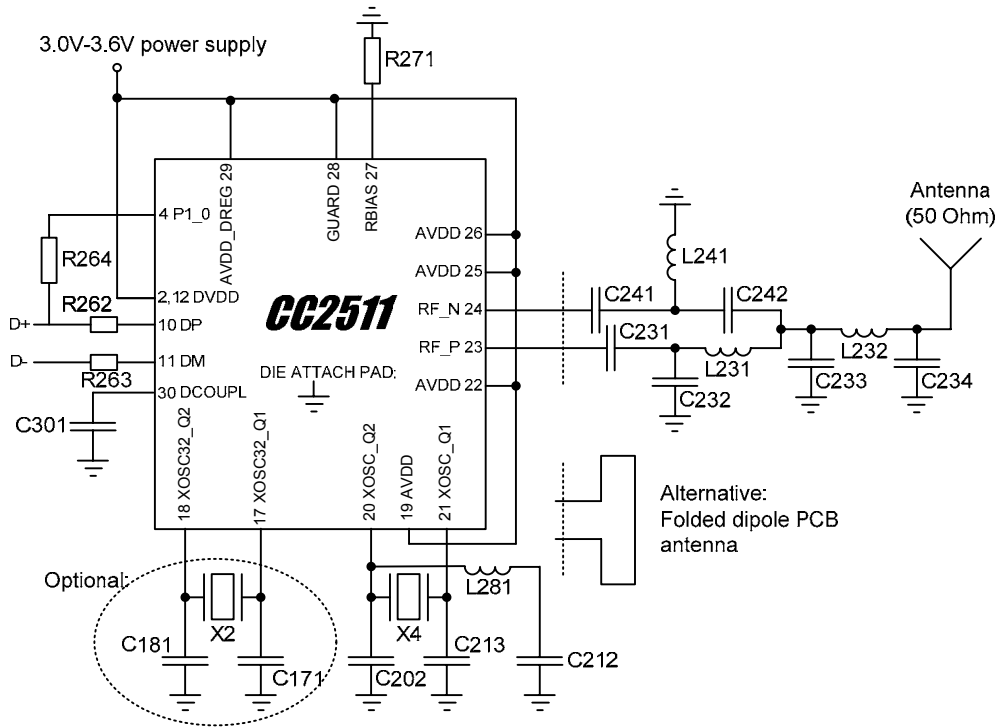 3.0V-3.6V power supply
R271
AVDD_DREG 29
GUARD 28
RBIAS 27
4 P1_0
R264
R262
2,12 DVDD
D+
10 DP
D-
11 DM
R263
30 DCOUPL
C301
CC2511
DIE ATTACH PAD:
AVDD 26
AVDD 25
RF_N 24
RF_P 23
AVDD 22
18 XOSC32_Q2
17 XOSC32_Q1
20 XOSC_Q2
19 AVDD
21 XOSC_Q1
Antenna
(50 Ohm)
L241
C241
C242
C231
L231
C232
L232
C233
C234
Alternative:
Folded dipole PCB
antenna
Optional:
X2
C181
C171
L281
X4
C213
C202
C212